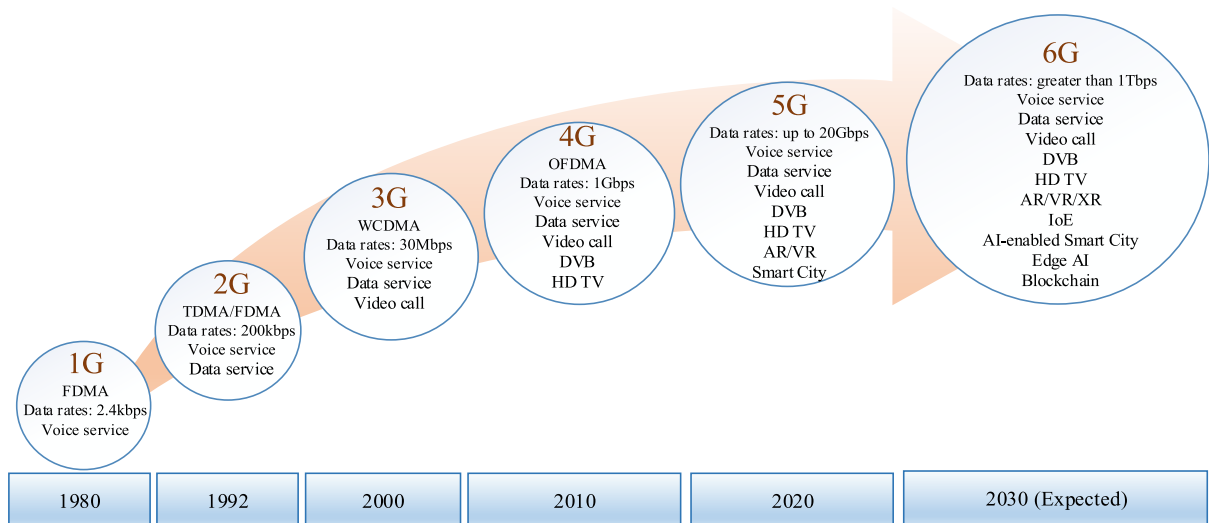 1G
FDMA
Data rates: 2.4kbps
Voice service
2G
TDMA/FDMA
Data rates: 200kbps
Voice service
Data service
3G
WCDMA
Data rates: 30Mbps
Voice service
Data service
Video call
4G
OFDMA
Data rates: 1Gbps
Voice service
Data service
Video call
DVB
HD TV
5G
Data rates: up to 20Gbps
Voice service
Data service
Video call
DVB
HD TV
AR/VR
Smart City
6G
Data rates: greater than 1Tbps
Voice service
Data service
Video call
DVB
HD TV
AR/VR/XR
IoE
AI-enabled Smart City
Edge AI
Blockchain
1980
1992
2000
2010
2020
2030 (Expected)